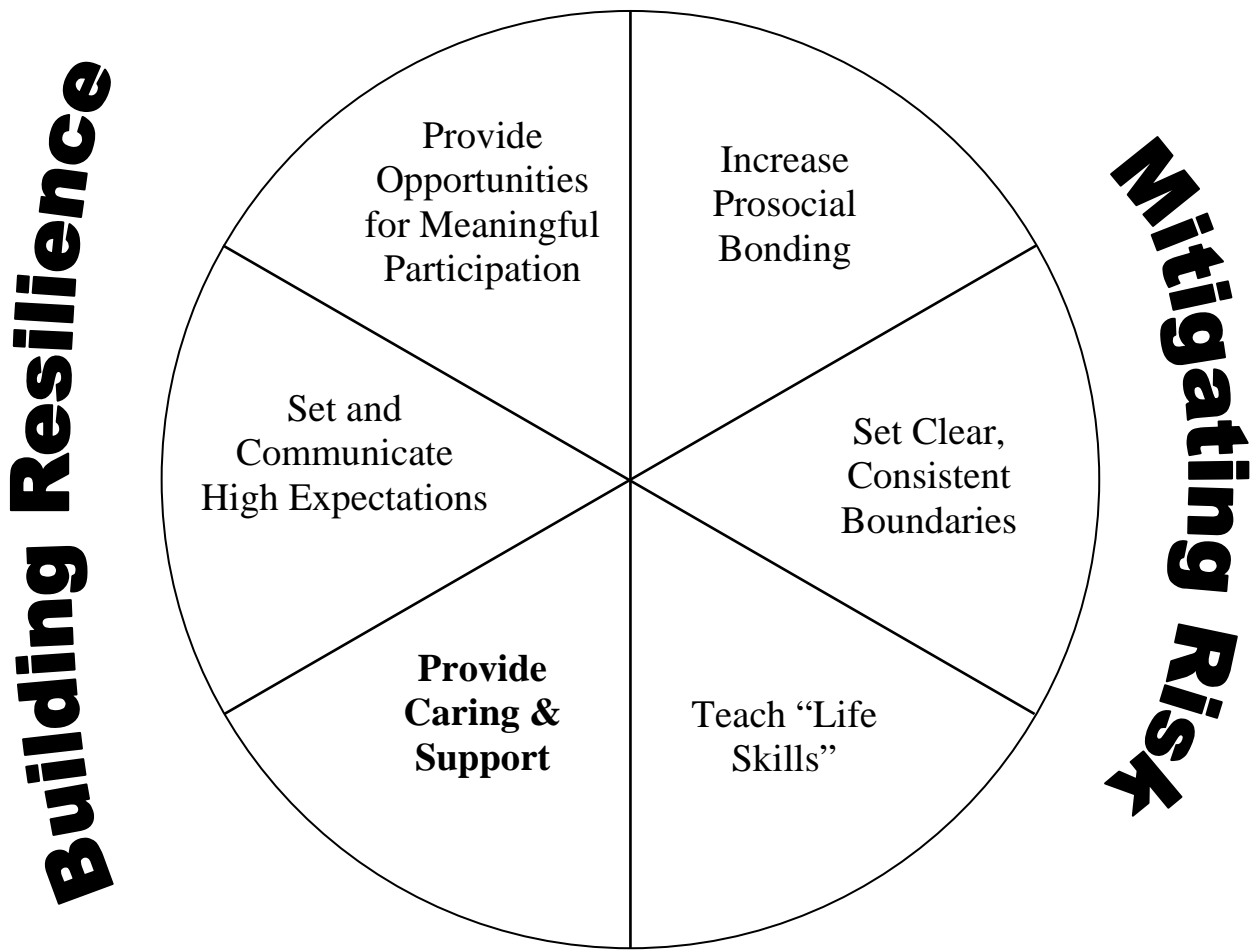 Building Resilience
Provide
Opportunities
for Meaningful
Participation
Increase
Prosocial
Bonding
Set and
Communicate
High Expectations
Set Clear,
Consistent
Boundaries
Provide
Caring &
Support
Teach “Life
Skills”
Mitigating Risk